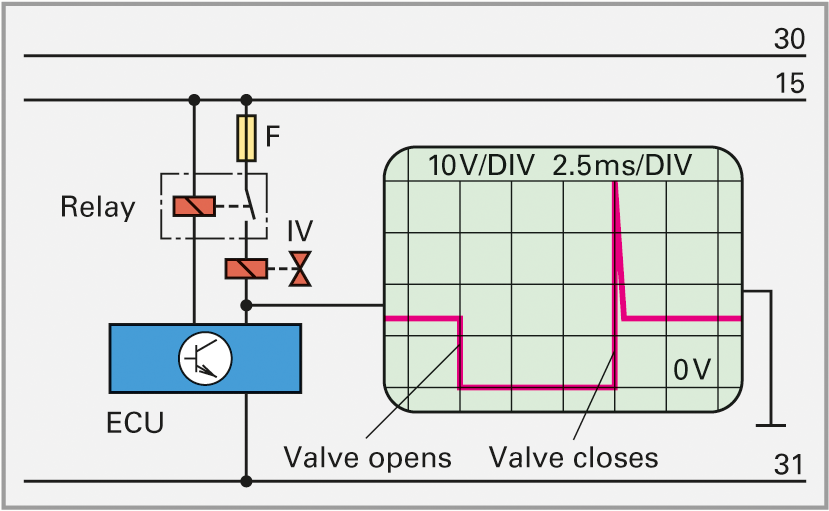 30
15
F
10V/DIV 2.5ms/DIV
Relay
IV
0V
ECU
Valve opens
Valve closes
31